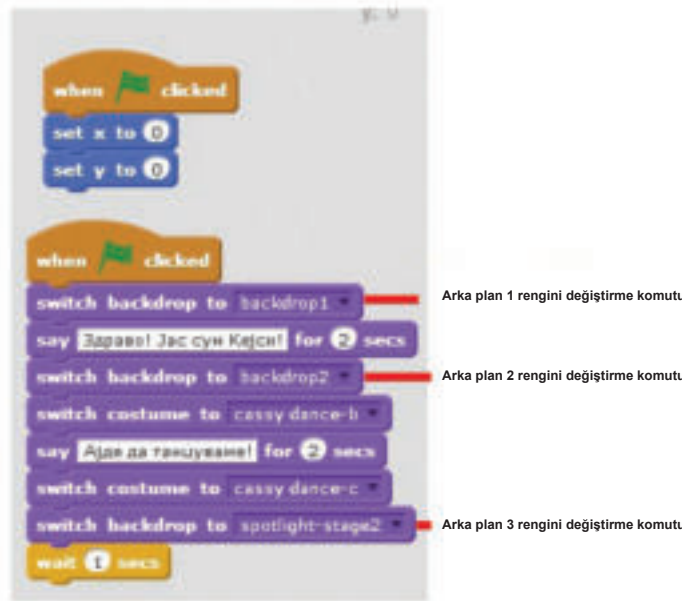 y: 0
when clicked
set x to 0
set y to 0
when clicked
switch backdrop to backdrop1
Arka plan 1 rengini değiştirme komutu
say Здраво! Јас сум Кејси! for 2 secs
switch backdrop to backdrop2
Arka plan 2 rengini değiştirme komutu
switch costume to cassy dance-b
say Ајде да танцуваме! for 2 secs
switch costume to cassy dance-c
switch backdrop to spotlight-stage2
Arka plan 3 rengini değiştirme komutu
wait 1 secs